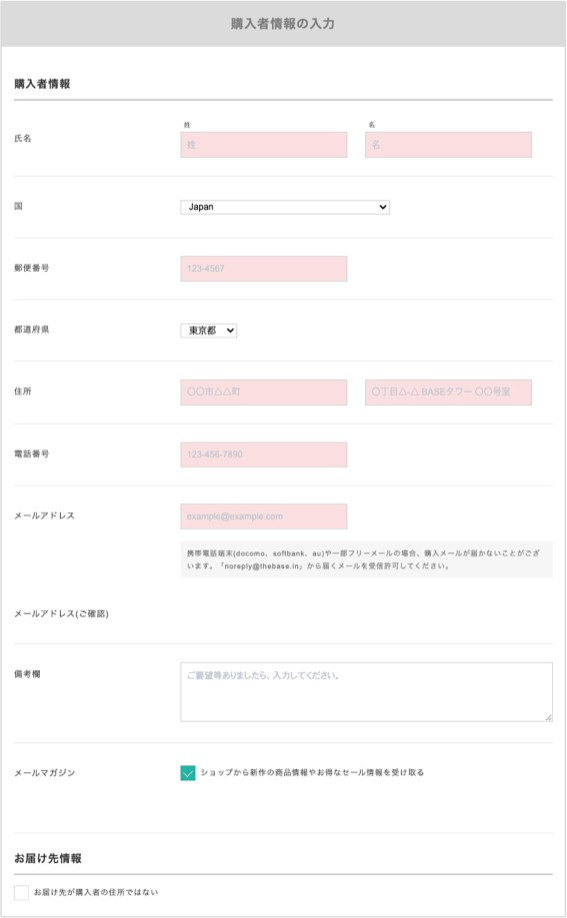 購入者情報の入力
購入者情報
氏名
姓
名
姓
名
国
Japan
郵便番号
123-4567
都道府県
東京都
住所
〇〇市△△町
〇丁目△-△ BASEタワー 〇〇号室
電話番号
123-456-7890
メールアドレス
example@example.com
携帯電話端末(docomo、softbank、au)や一部フリーメールの場合、購入メールが届かないことがござ
います。「noreply@thebase.in」から届くメールを受信許可してください。
メールアドレス(ご確認)
備考欄
ご要望等ありましたら、入力してください。
メールマガジン
ショップから新作の商品情報やお得なセール情報を受け取る
お届け先情報
お届け先が購入者の住所ではない